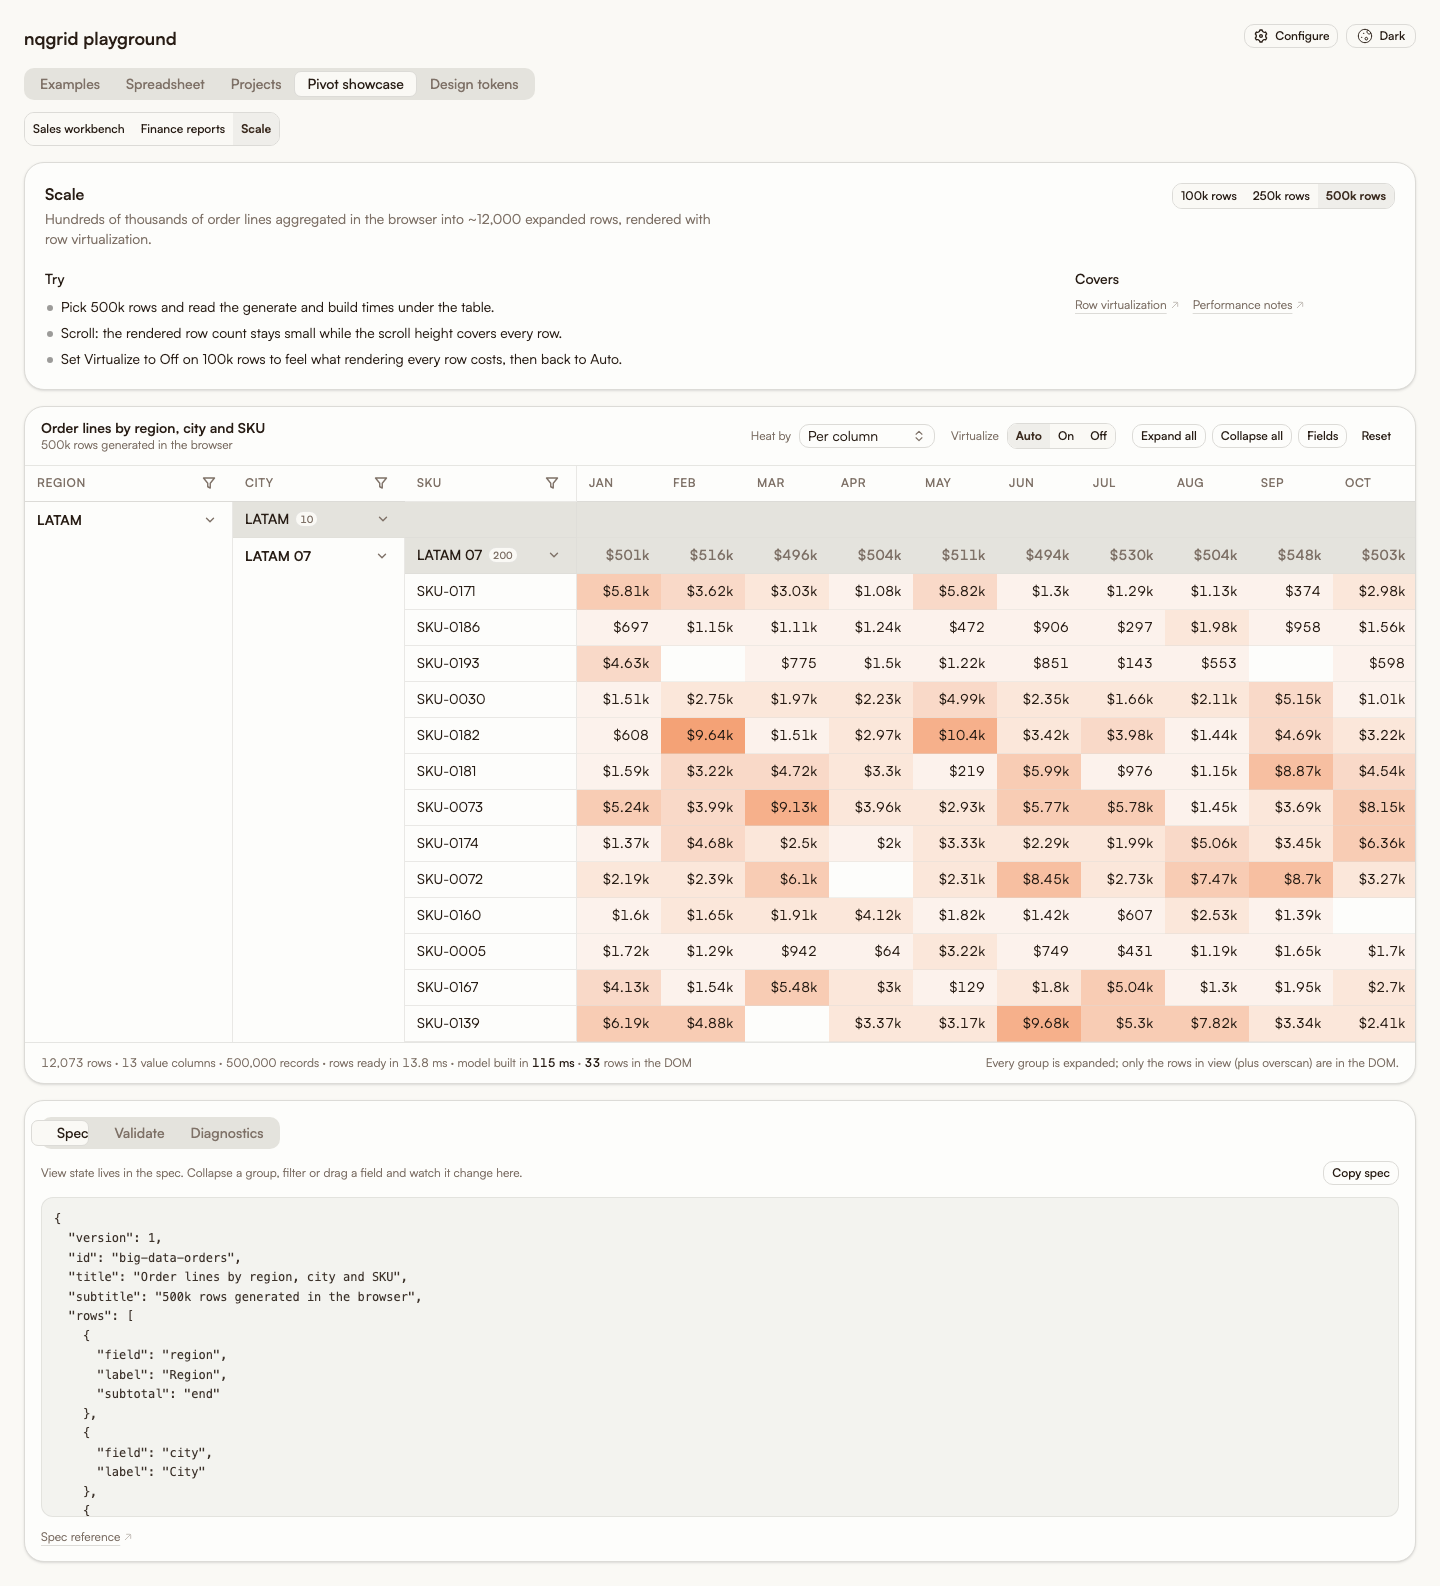 nqgrid playground
Configure
Dark
Examples Spreadsheet Projects Pivot showcase Design tokens
Sales workbench Finance reports Scale
Scale
100k rows 250k rows 500k rows
Hundreds of thousands of order lines aggregated in the browser into ~12,000 expanded rows, rendered with
row virtualization.
Try
Pick 500k rows and read the generate and build times under the table.
Scroll: the rendered row count stays small while the scroll height covers every row.
Set Virtualize to Off on 100k rows to feel what rendering every row costs, then back to Auto.
Covers
Row virtualization ↗ Performance notes ↗
Order lines by region, city and SKU
500k rows generated in the browser
Heat by Per column Virtualize Auto On Off Expand all Collapse all Fields Reset
REGION CITY SKU JAN FEB MAR APR MAY JUN JUL AUG SEP OCT
LATAM LATAM 10
LATAM 07 LATAM 07 200 $501k $516k $496k $504k $511k $494k $530k $504k $548k $503k
SKU-0171 $5.81k $3.62k $3.03k $1.08k $5.82k $1.3k $1.29k $1.13k $374 $2.98k
SKU-0186 $697 $1.15k $1.11k $1.24k $472 $906 $297 $1.98k $958 $1.56k
SKU-0193 $4.63k $775 $1.5k $1.22k $851 $143 $553 $598
SKU-0030 $1.51k $2.75k $1.97k $2.23k $4.99k $2.35k $1.66k $2.11k $5.15k $1.01k
SKU-0182 $608 $9.64k $1.51k $2.97k $10.4k $3.42k $3.98k $1.44k $4.69k $3.22k
SKU-0181 $1.59k $3.22k $4.72k $3.3k $219 $5.99k $976 $1.15k $8.87k $4.54k
SKU-0073 $5.24k $3.99k $9.13k $3.96k $2.93k $5.77k $5.78k $1.45k $3.69k $8.15k
SKU-0174 $1.37k $4.68k $2.5k $2k $3.33k $2.29k $1.99k $5.06k $3.45k $6.36k
SKU-0072 $2.19k $2.39k $6.1k $2.31k $8.45k $2.73k $7.47k $8.7k $3.27k
SKU-0160 $1.6k $1.65k $1.91k $4.12k $1.82k $1.42k $607 $2.53k $1.39k
SKU-0005 $1.72k $1.29k $942 $64 $3.22k $749 $431 $1.19k $1.65k $1.7k
SKU-0167 $4.13k $1.54k $5.48k $3k $129 $1.8k $5.04k $1.3k $1.95k $2.7k
SKU-0139 $6.19k $4.88k $3.37k $3.17k $9.68k $5.3k $7.82k $3.34k $2.41k
12,073 rows · 13 value columns · 500,000 records · rows ready in 13.8 ms · model built in 115 ms · 33 rows in the DOM
Every group is expanded; only the rows in view (plus overscan) are in the DOM.
Spec Validate Diagnostics
View state lives in the spec. Collapse a group, filter or drag a field and watch it change here.
Copy spec
{
"version": 1,
"id": "big-data-orders",
"title": "Order lines by region, city and SKU",
"subtitle": "500k rows generated in the browser",
"rows": [
{
"field": "region",
"label": "Region",
"subtotal": "end"
},
{
"field": "city",
"label": "City"
},
{
Spec reference ↗